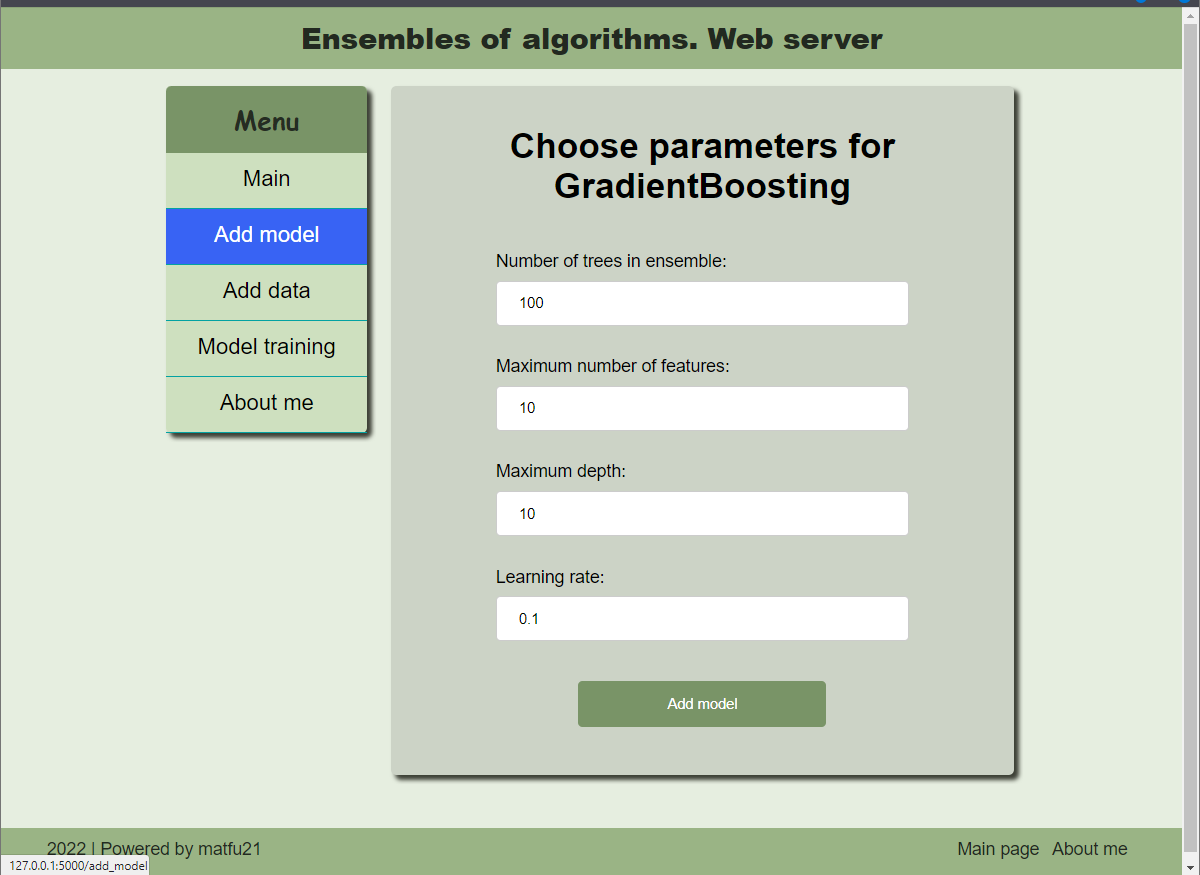 Ensembles of algorithms. Web server
Menu
Main
Add model
Add data
Model training
About me
Choose parameters for
GradientBoosting
Number of trees in ensemble:
100
Maximum number of features:
10
Maximum depth:
10
Learning rate:
0.1
Add model
2022 | Powered by matfu21
Main page About me
127.0.0.1:5000/add_model